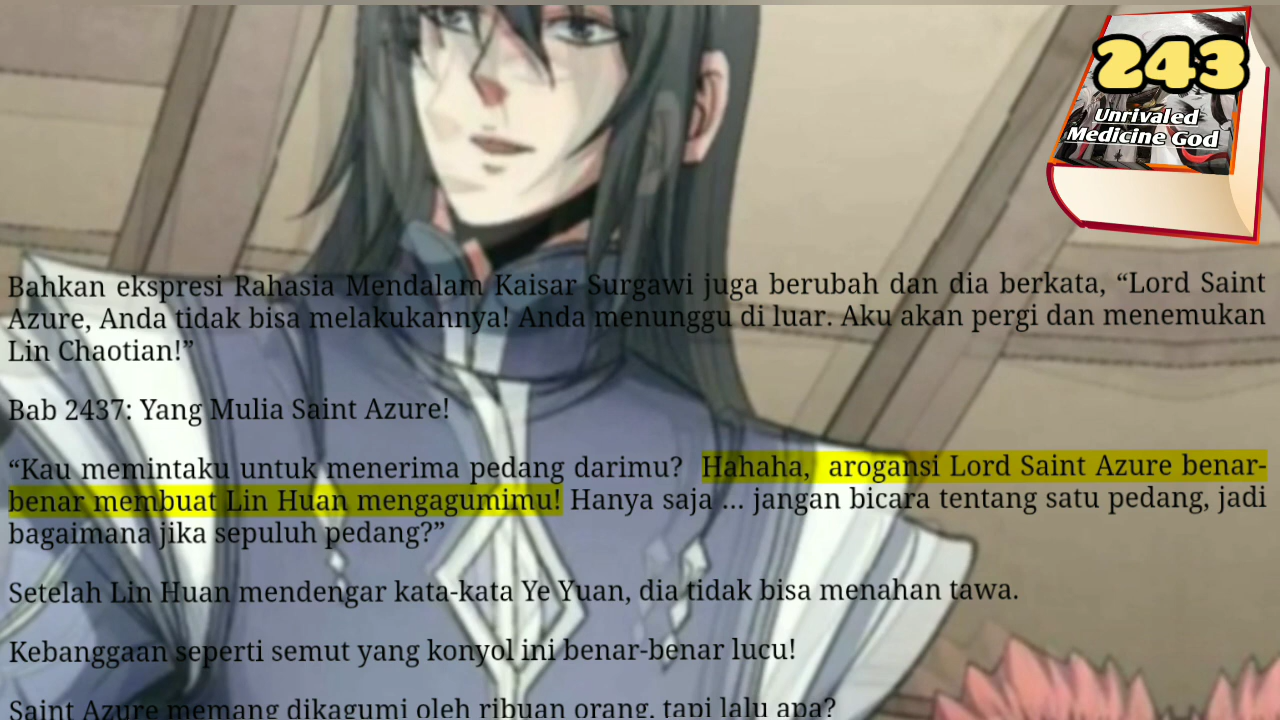 243
Unrivaled
Medicine God
Bahkan ekspresi Rahasia Mendalam Kaisar Surgawi juga berubah dan dia berkata, “Lord Saint
Azure, Anda tidak bisa melakukannya! Anda menunggu di luar. Aku akan pergi dan menemukan
Lin Chaotian!”
Bab 2437: Yang Mulia Saint Azure!
“Kau memintaku untuk menerima pedang darimu? Hahaha, arogansi Lord Saint Azure benar-
benar membuat Lin Huan mengagumimu! Hanya saja ... jangan bicara tentang satu pedang, jadi
bagaimana jika sepuluh pedang?”
Setelah Lin Huan mendengar kata-kata Ye Yuan, dia tidak bisa menahan tawa.
Kebanggaan seperti semut yang konyol ini benar-benar lucu!
Saint Azure memang dikagumi oleh ribuan orang, tapi lalu apa?